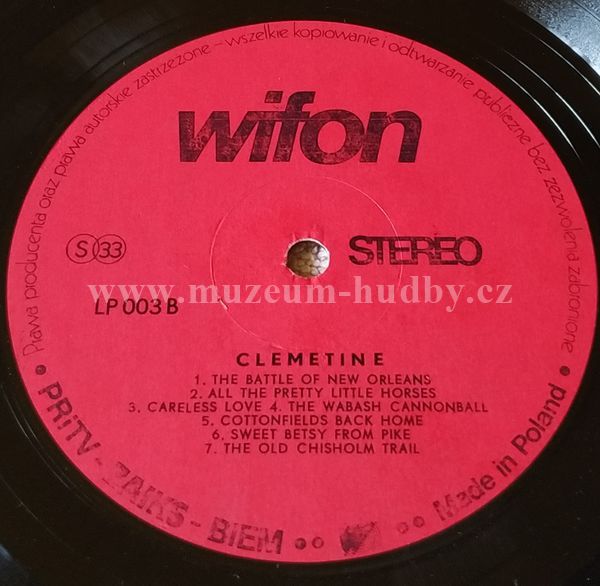 Prawa producenta oraz prawa autorskie zastrzeżone – wszelkie kopiowanie i odtwarzanie publiczne bez zezwolenia zabronione
wifon
S 33
STEREO
www.muzeum-hudby.cz
LP 003 B
CLEMETINE
1. THE BATTLE OF NEW ORLEANS
2. ALL THE PRETTY LITTLE HORSES
3. CARELESS LOVE 4. THE WABASH CANNONBALL
5. COTTONFIELDS BACK HOME
6. SWEET BETSY FROM PIKE
7. THE OLD CHISHOLM TRAIL
PRiTV - ZAIKS - BIEM
Made in Poland